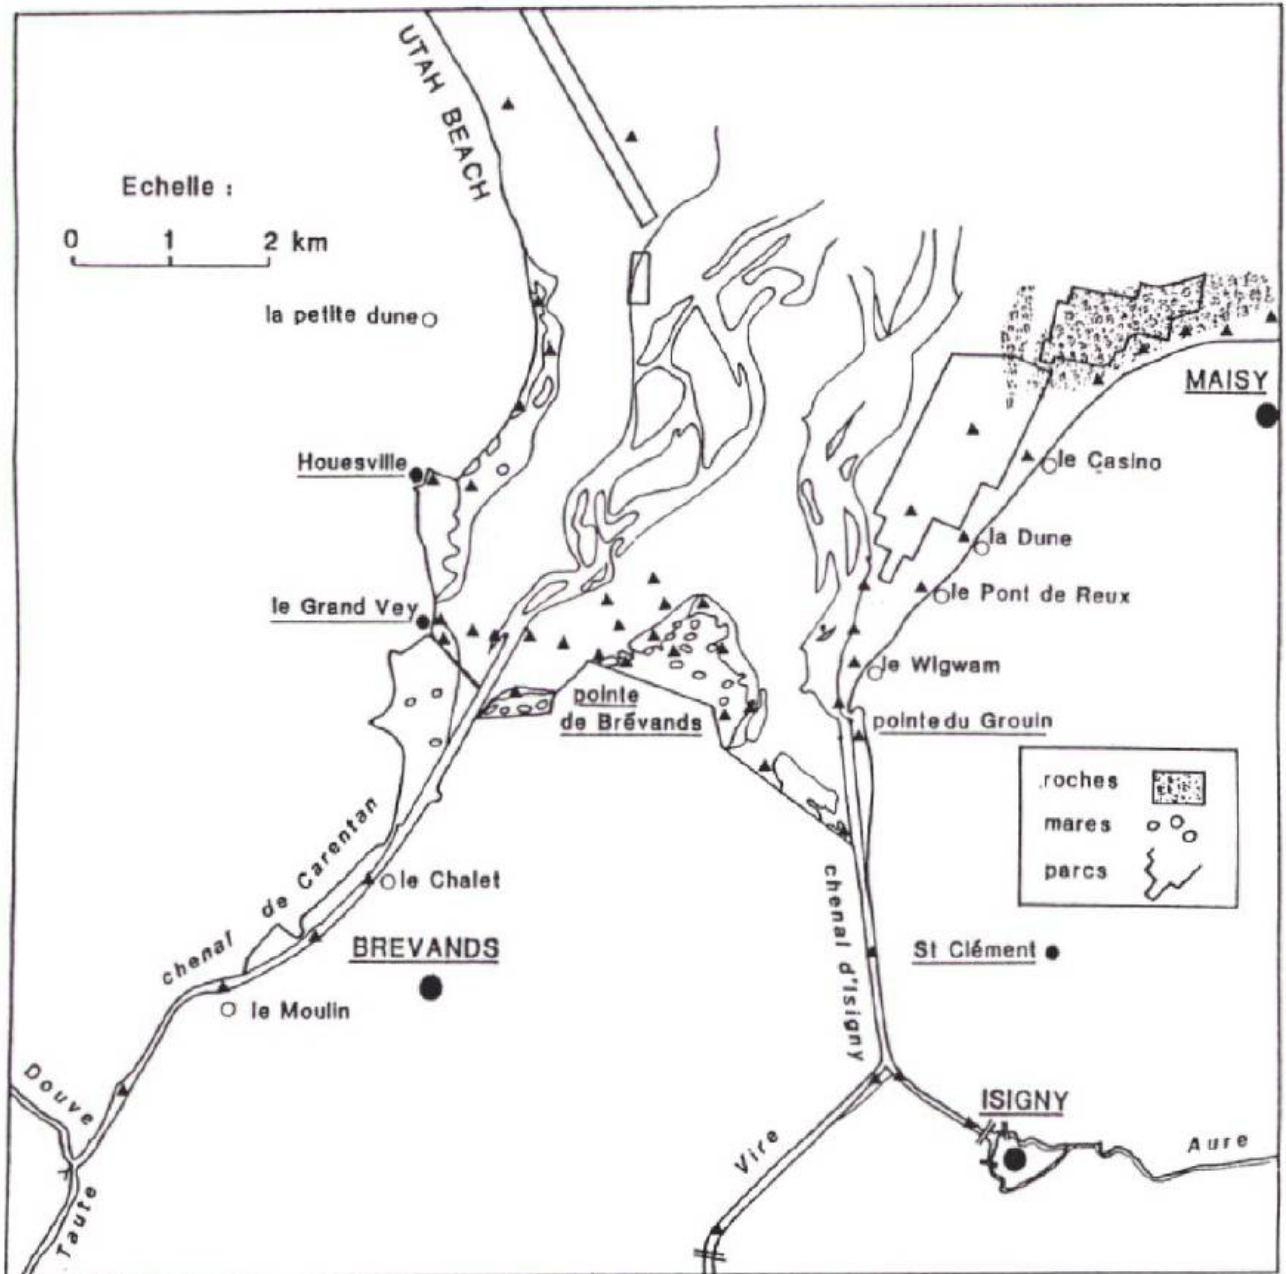 UTAH BEACH
Echelle :
0 1 2 km
la petite dune
MAISY
Houesville
le Casino
la Dune
le Grand Vey
le Pont de Reux
le Wigwam
pointe
de Brévands
pointe du Grouin
roches
mares
parcs
chenal de Carentan
le Chalet
chenal d'Isigny
BREVANDS
St Clément
le Moulin
Douve
ISIGNY
Vire
Aure
Taute